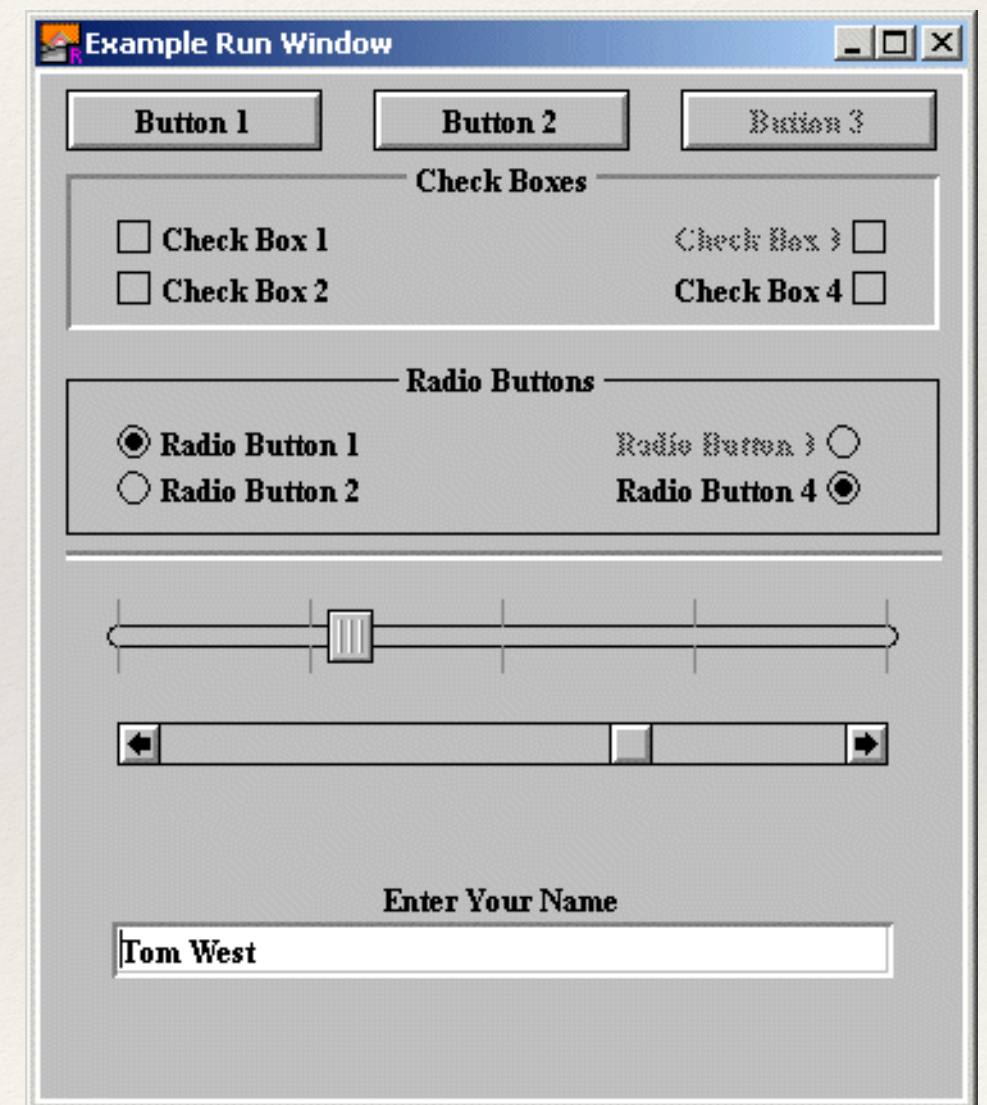 Example Run Window
Button 1 Button 2 Button 3
Check Boxes
Check Box 1 Check Box 3
Check Box 2 Check Box 4
Radio Buttons
Radio Button 1 Radio Button 3
Radio Button 2 Radio Button 4
Enter Your Name
Tom West